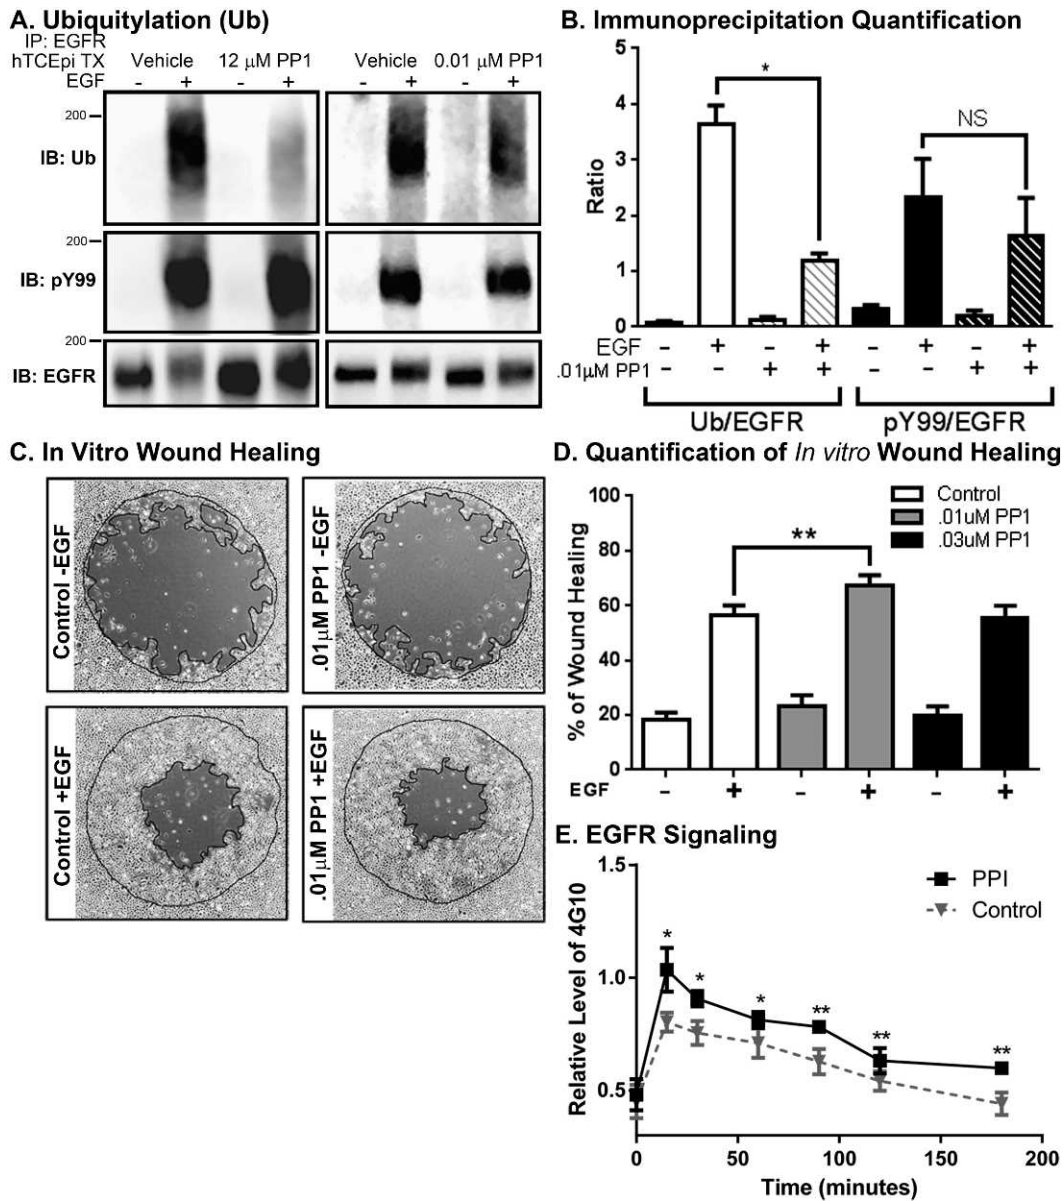 A. Ubiquitylation (Ub)
IP: EGFR
hTCEpi TX Vehicle 12 μM PP1 Vehicle 0.01 μM PP1
EGF - + - + - + - +
200
IB: Ub
200
IB: pY99
200
IB: EGFR
B. Immunoprecipitation Quantification
5
4
3
2
1
0
Ratio
*
NS
EGF - + - + - + - +
.01μM PP1 - - + + - - + +
Ub/EGFR pY99/EGFR
C. In Vitro Wound Healing
Control -EGF
.01μM PP1 -EGF
Control +EGF
.01μM PP1 +EGF
D. Quantification of In vitro Wound Healing
100
80
60
40
20
0
% of Wound Healing
**
Control
.01uM PP1
.03uM PP1
EGF - + - + - +
E. EGFR Signaling
1.5
1.0
0.5
Relative Level of 4G10
PPI
Control
* * * ** ** **
0 50 100 150 200
Time (minutes)